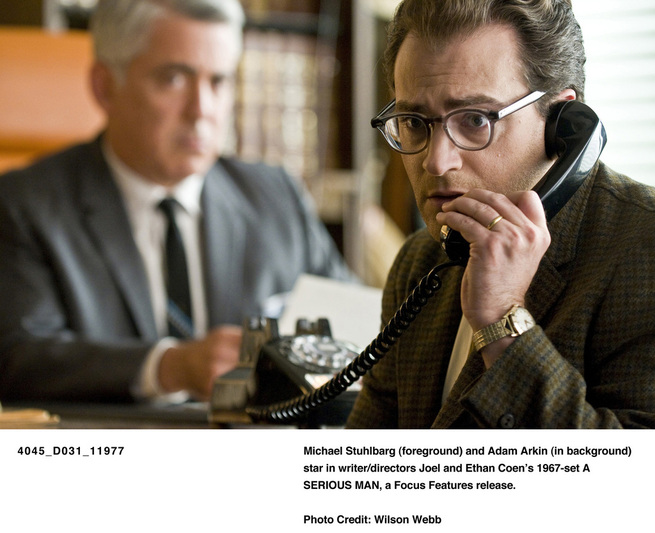 4045_D031_11977
Michael Stuhlbarg (foreground) and Adam Arkin (in background)
star in writer/directors Joel and Ethan Coen's 1967-set A
SERIOUS MAN, a Focus Features release.
Photo Credit: Wilson Webb